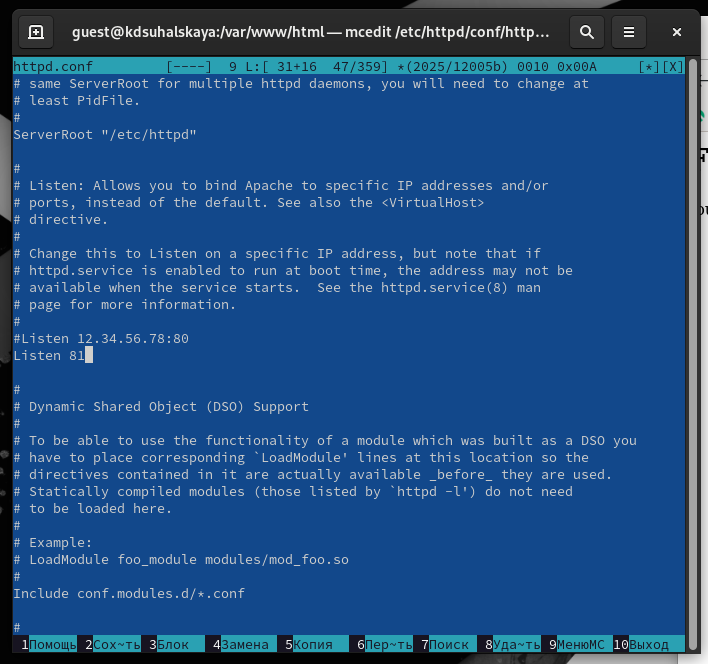 guest@kdsuhalskaya:/var/www/html — mcedit /etc/httpd/conf/http…
httpd.conf [----] 9 L:[ 31+16 47/359] *(2025/12005b) 0010 0x00A [*][X]
# same ServerRoot for multiple httpd daemons, you will need to change at
# least PidFile.
#
ServerRoot "/etc/httpd"
#
# Listen: Allows you to bind Apache to specific IP addresses and/or
# ports, instead of the default. See also the <VirtualHost>
# directive.
#
# Change this to Listen on a specific IP address, but note that if
# httpd.service is enabled to run at boot time, the address may not be
# available when the service starts.  See the httpd.service(8) man
# page for more information.
#
#Listen 12.34.56.78:80
Listen 81
#
# Dynamic Shared Object (DSO) Support
#
# To be able to use the functionality of a module which was built as a DSO you
# have to place corresponding `LoadModule' lines at this location so the
# directives contained in it are actually available _before_ they are used.
# Statically compiled modules (those listed by `httpd -l') do not need
# to be loaded here.
#
# Example:
# LoadModule foo_module modules/mod_foo.so
#
Include conf.modules.d/*.conf
#
1Помощь 2Сох~ть 3Блок 4Замена 5Копия 6Пер~ть 7Поиск 8Уда~ть 9МенюMC 10Выход